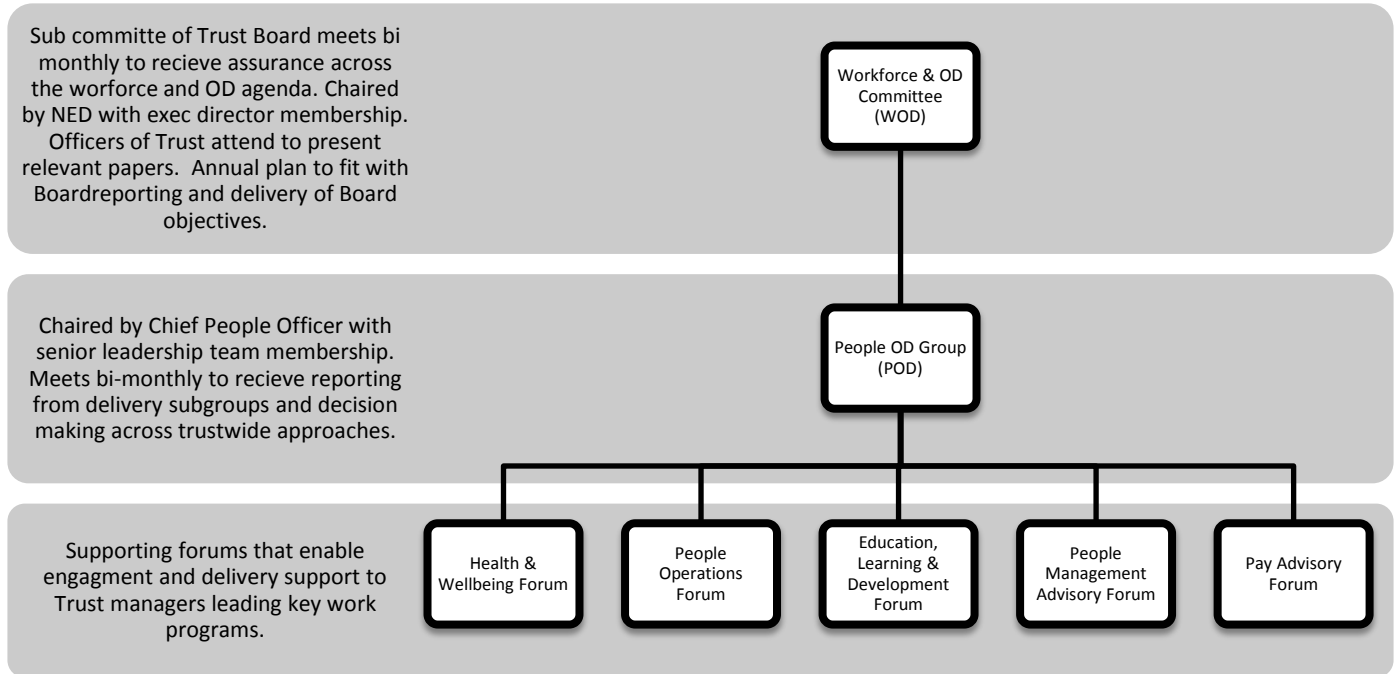 Sub committe of Trust Board meets bi
monthly to recieve assurance across
the worforce and OD agenda. Chaired
by NED with exec director membership.
Officers of Trust attend to present
relevant papers.  Annual plan to fit with
Boardreporting and delivery of Board
objectives.
Workforce & OD
Committee
(WOD)
Chaired by Chief People Officer with
senior leadership team membership.
Meets bi-monthly to recieve reporting
from delivery subgroups and decision
making across trustwide approaches.
People OD Group
(POD)
Supporting forums that enable
engagment and delivery support to
Trust managers leading key work
programs.
Health &
Wellbeing Forum
People
Operations
Forum
Education,
Learning &
Development
Forum
People
Management
Advisory Forum
Pay Advisory
Forum